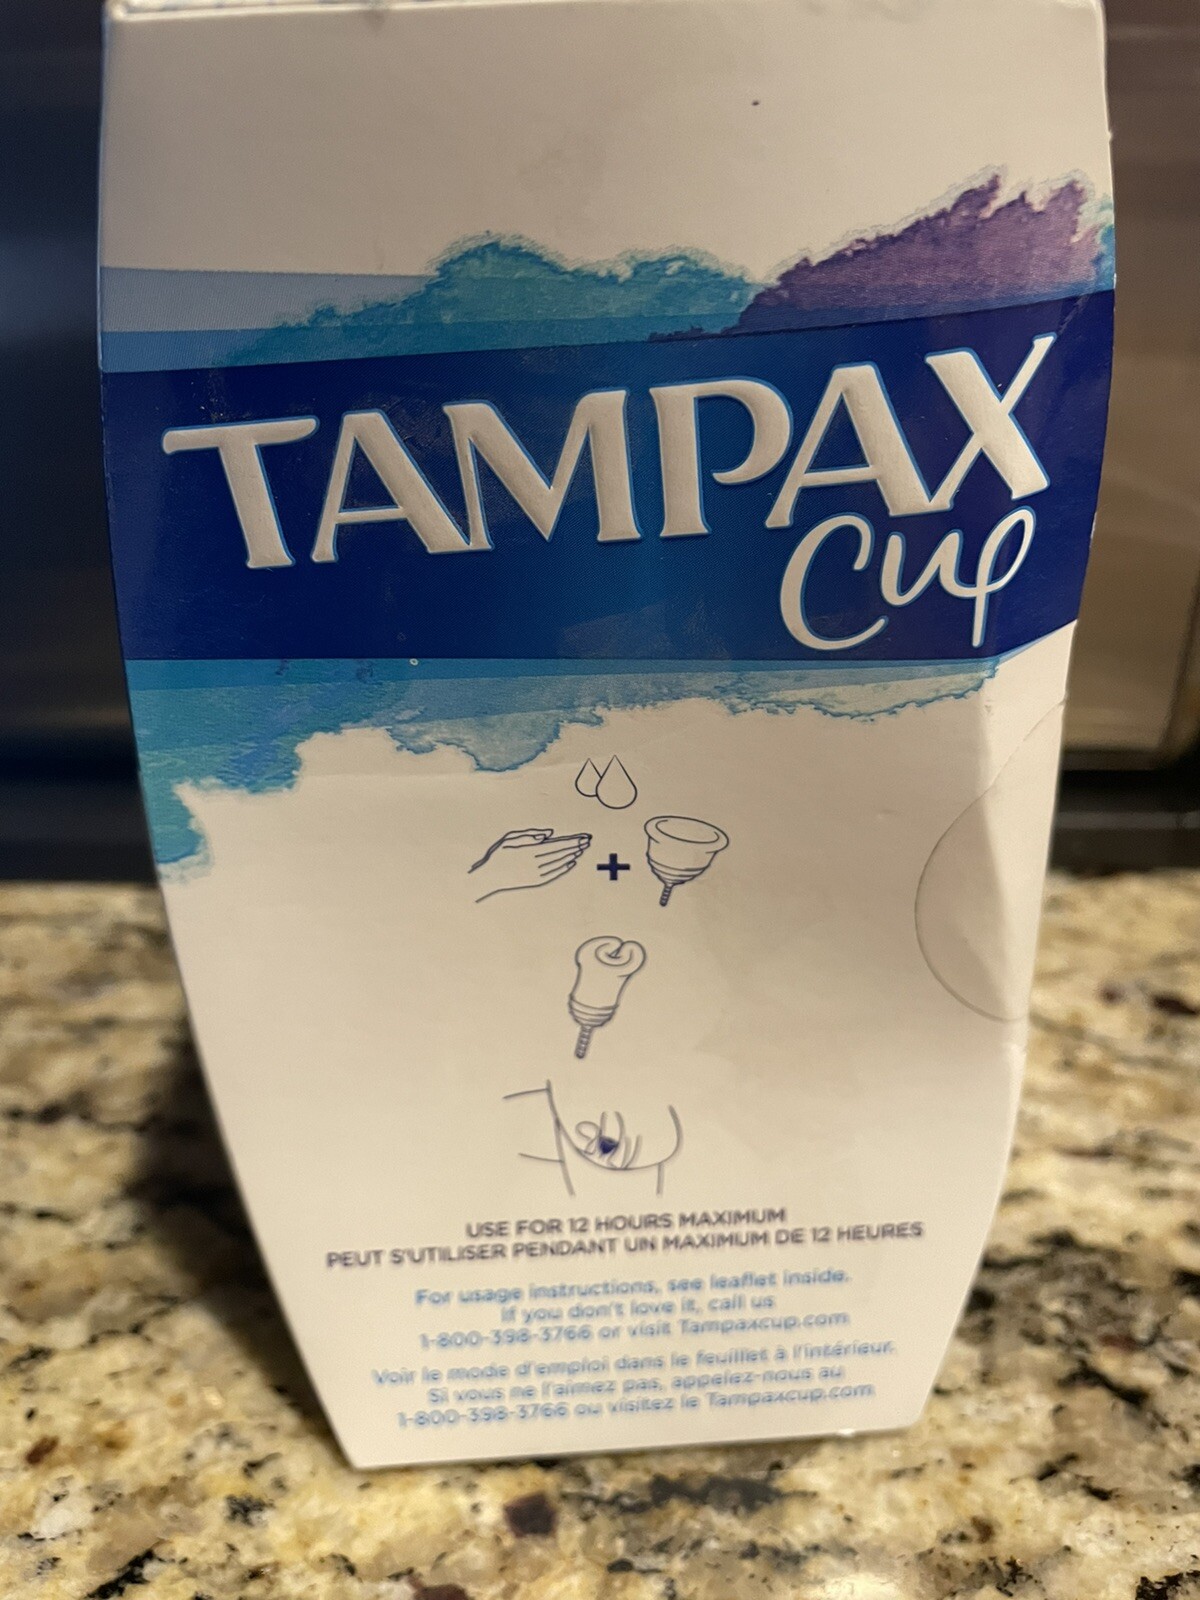 TAMPAX
Cup
USE FOR 12 HOURS MAXIMUM
PEUT S'UTILISER PENDANT UN MAXIMUM DE 12 HEURES
For usage instructions, see leaflet inside.
If you don't love it, call us
1-800-398-3766 or visit Tampaxcup.com
Voir le mode d'emploi dans le feuillet à l'intérieur.
Si vous ne l'aimez pas, appelez-nous au
1-800-398-3766 ou visitez le Tampaxcup.com